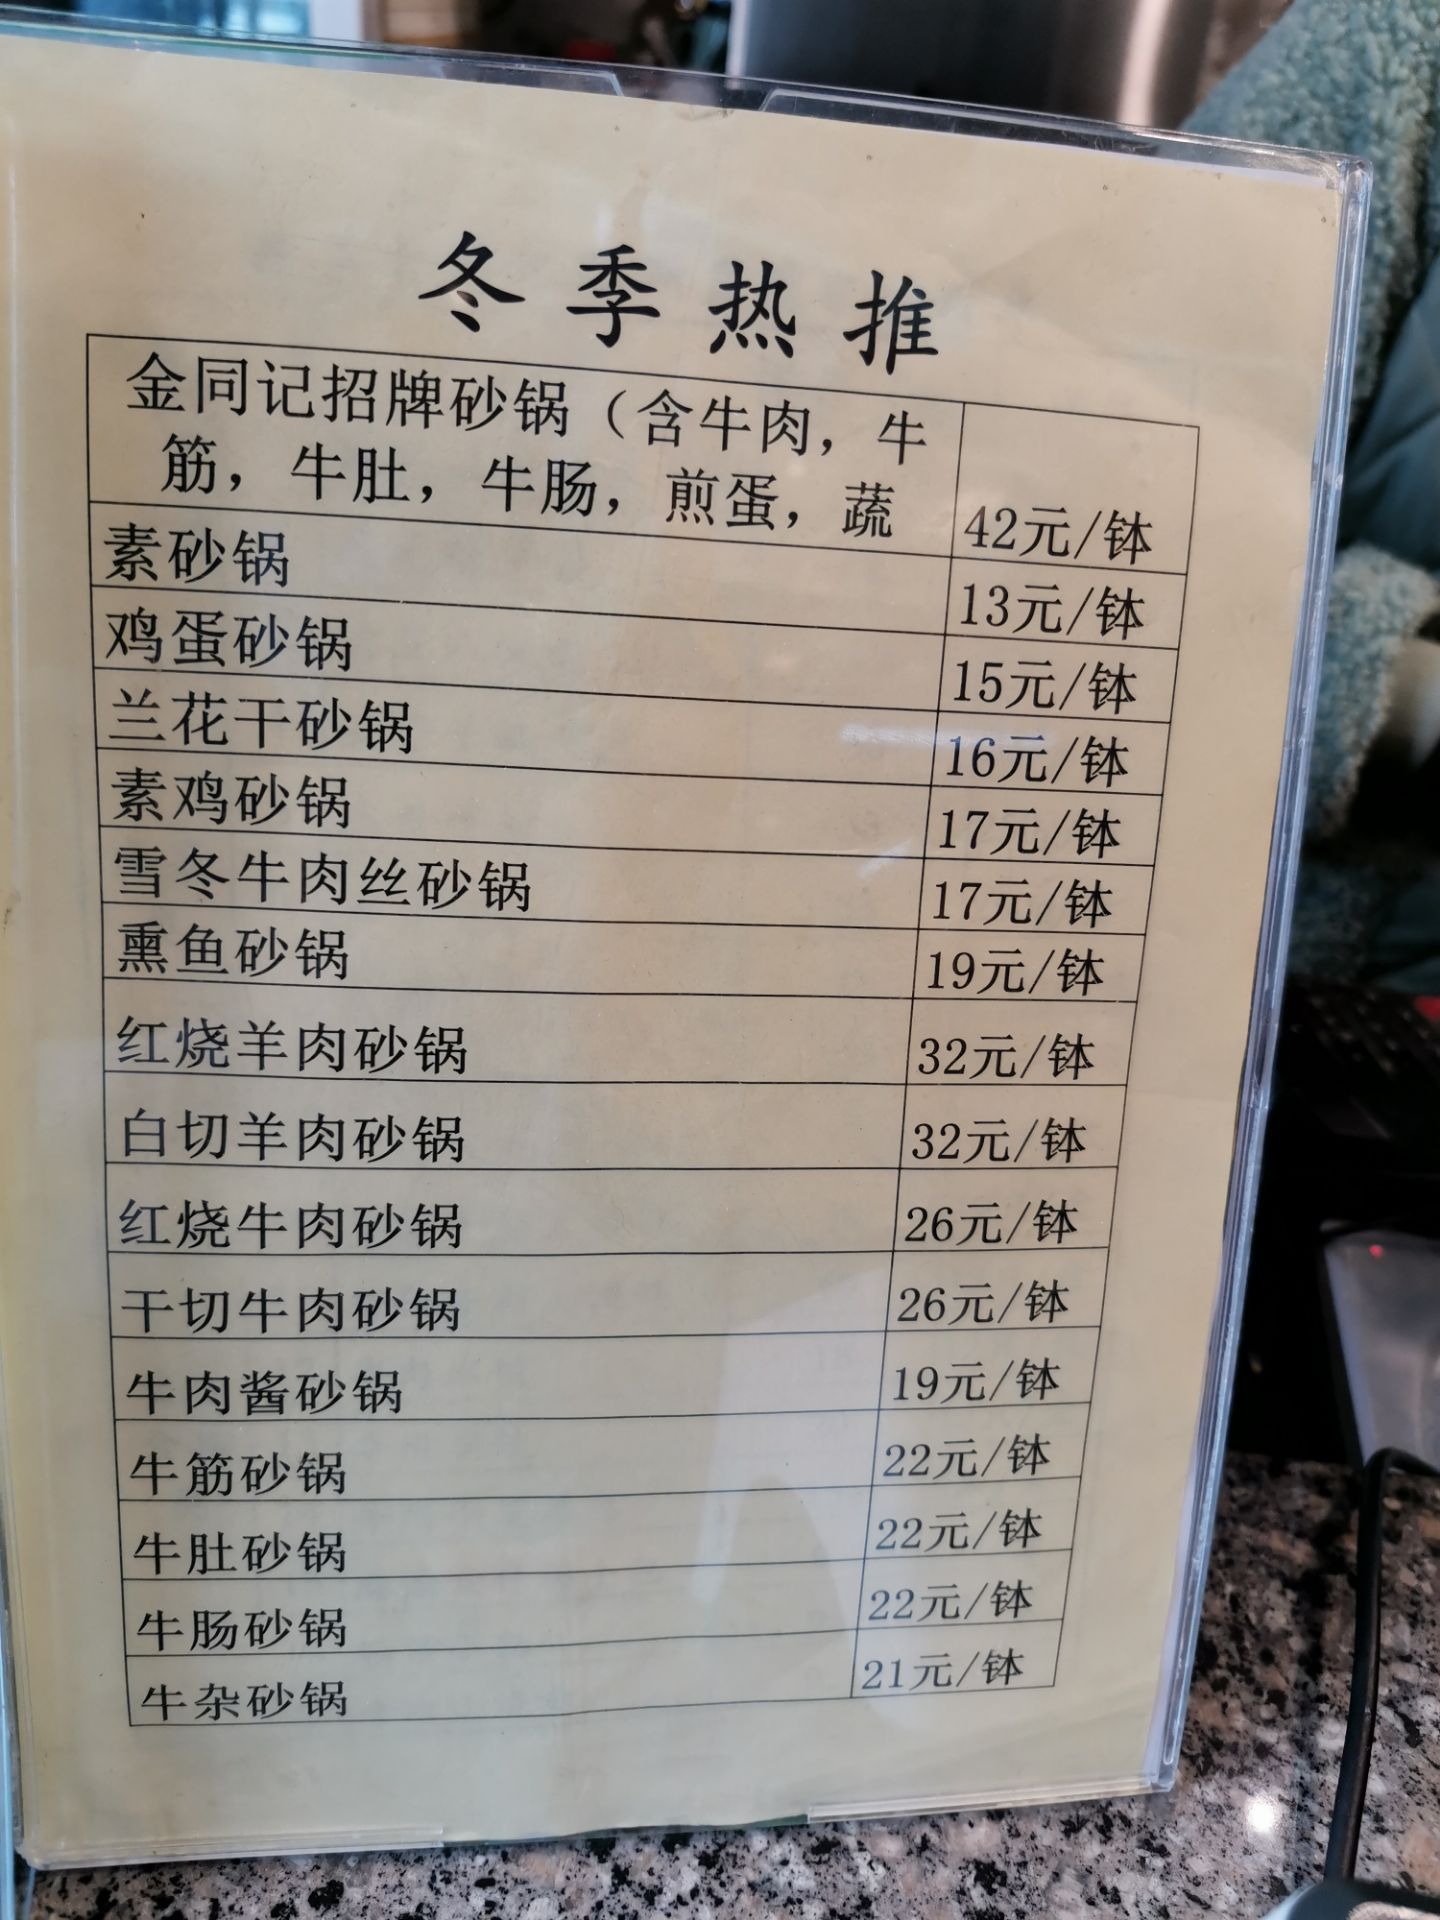 冬季热推
金同记招牌砂锅（含牛肉，牛
筋，牛肚，牛肠，煎蛋，蔬 42元/钵
素砂锅 13元/钵
鸡蛋砂锅 15元/钵
兰花干砂锅 16元/钵
素鸡砂锅 17元/钵
雪冬牛肉丝砂锅 17元/钵
熏鱼砂锅 19元/钵
红烧羊肉砂锅 32元/钵
白切羊肉砂锅 32元/钵
红烧牛肉砂锅 26元/钵
干切牛肉砂锅 26元/钵
牛肉酱砂锅 19元/钵
牛筋砂锅 22元/钵
牛肚砂锅 22元/钵
牛肠砂锅 22元/钵
牛杂砂锅 21元/钵